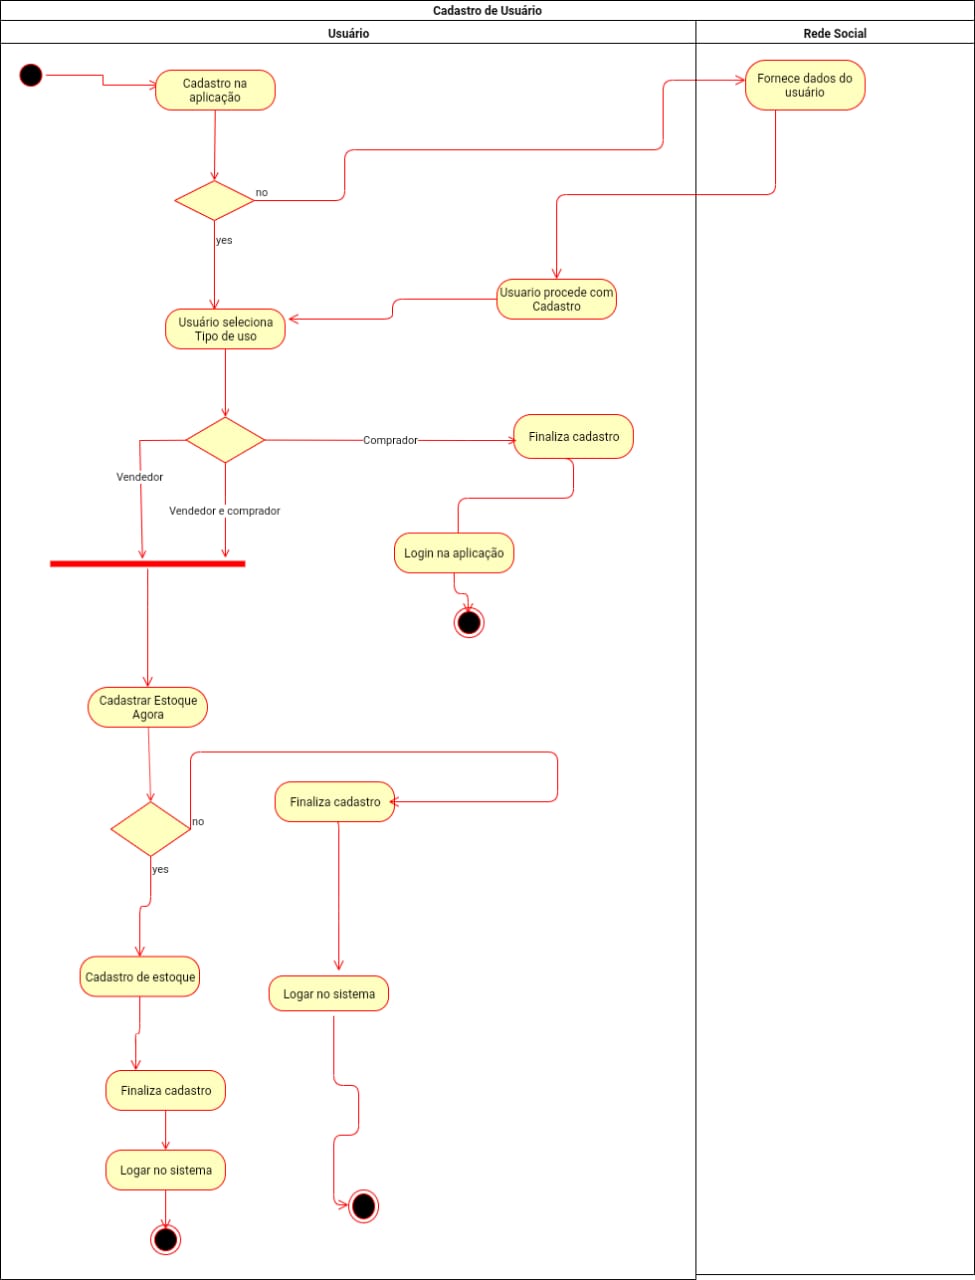 Cadastro de Usuário
Usuário
Rede Social
Cadastro na
aplicação
Fornece dados do
usuário
no
yes
Usuario procede com
Cadastro
Usuário seleciona
Tipo de uso
Comprador
Finaliza cadastro
Vendedor
Vendedor e comprador
Login na aplicação
Cadastrar Estoque
Agora
no
Finaliza cadastro
yes
Cadastro de estoque
Logar no sistema
Finaliza cadastro
Logar no sistema